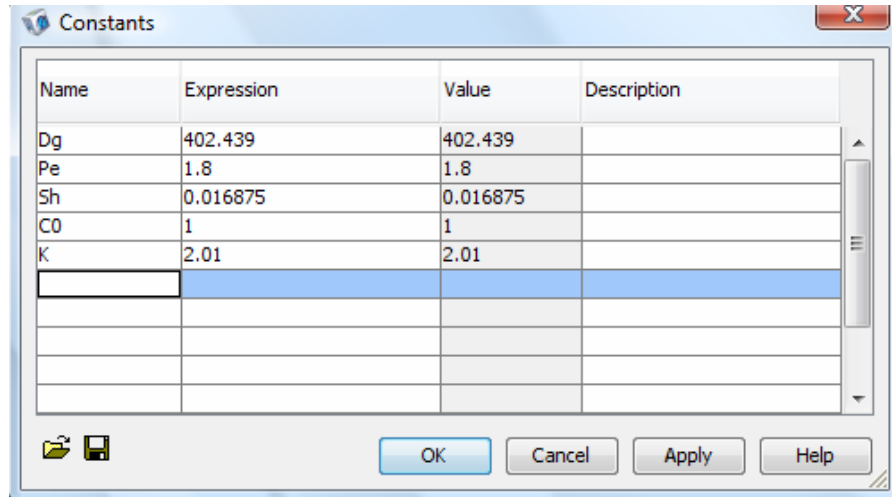 Constants
Name Expression Value Description
Dg 402.439 402.439
Pe 1.8 1.8
Sh 0.016875 0.016875
C0 1 1
K 2.01 2.01
OK Cancel Apply Help